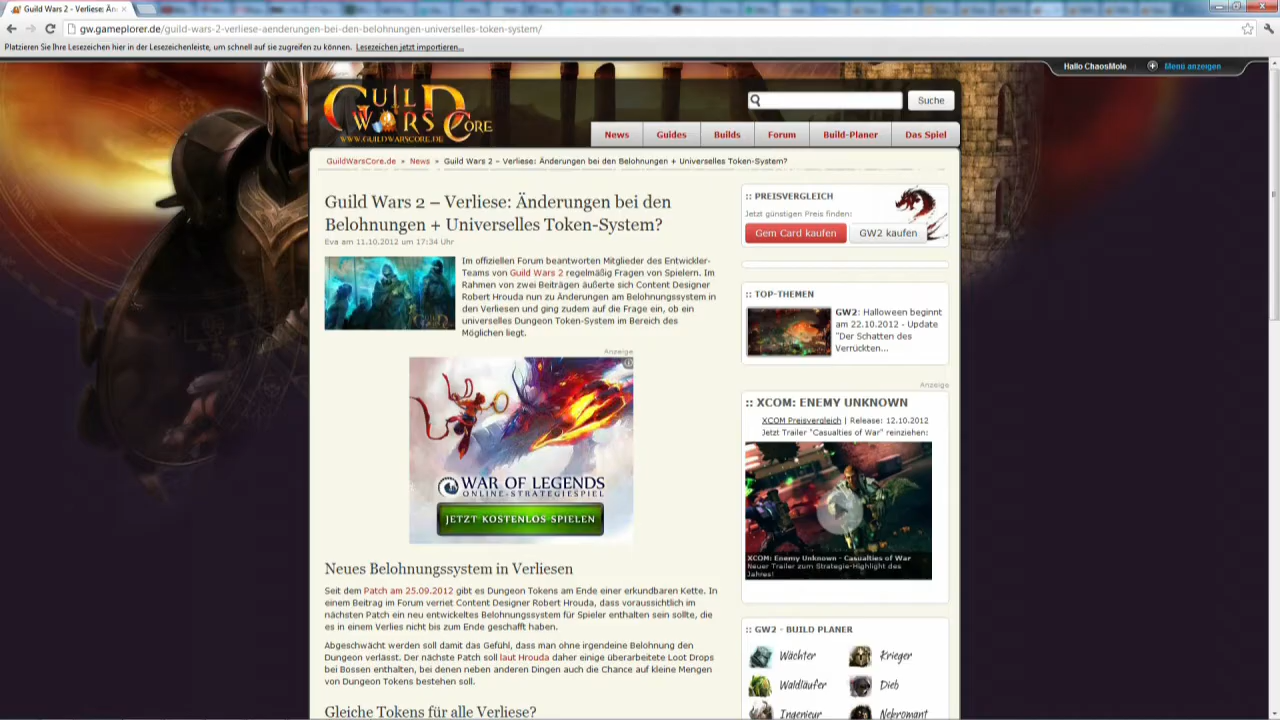 Guild Wars 2 - Verliese: Än
gw.gameplorer.de/guild-wars-2-verliese-aenderungen-bei-den-belohnungen-universelles-token-system/
Platzieren Sie Ihre Lesezeichen hier in der Lesezeichenleiste, um schnell auf sie zugreifen zu können. Lesezeichen jetzt importieren...
Hallo ChaosMole Menü anzeigen
GUILD WARS CORE
WWW.GUILDWARSCORE.DE
Suche
News Guides Builds Forum Build-Planer Das Spiel
GuildWarsCore.de » News » Guild Wars 2 – Verliese: Änderungen bei den Belohnungen + Universelles Token-System?
Guild Wars 2 – Verliese: Änderungen bei den
Belohnungen + Universelles Token-System?
Eva am 11.10.2012 um 17:34 Uhr
Im offiziellen Forum beantworten Mitglieder des Entwickler-
Teams von Guild Wars 2 regelmäßig Fragen von Spielern. Im
Rahmen von zwei Beiträgen äußerte sich Content Designer
Robert Hrouda nun zu Änderungen am Belohnungssystem in
den Verliesen und ging zudem auf die Frage ein, ob ein
universelles Dungeon Token-System im Bereich des
Möglichen liegt.
Anzeige
WAR OF LEGENDS
ONLINE-STRATEGIESPIEL
JETZT KOSTENLOS SPIELEN
Neues Belohnungssystem in Verliesen
Seit dem Patch am 25.09.2012 gibt es Dungeon Tokens am Ende einer erkundbaren Kette. In
einem Beitrag im Forum vernet Content Designer Robert Hrouda, dass voraussichtlich im
nächsten Patch ein neu entwickeltes Belohnungssystem für Spieler enthalten sein sollte, die
es in einem Verlies nicht bis zum Ende geschafft haben.
Abgeschwächt werden soll damit das Gefühl, dass man ohne irgendeine Belohnung den
Dungeon verlässt. Der nächste Patch soll laut Hrouda daher einige überarbeitete Loot Drops
bei Bossen enthalten, bei denen neben anderen Dingen auch die Chance auf kleine Mengen
von Dungeon Tokens bestehen soll.
Gleiche Tokens für alle Verliese?
:: PREISVERGLEICH
Jetzt günstigen Preis finden:
Gem Card kaufen GW2 kaufen
:: TOP-THEMEN
GW2: Halloween beginnt
am 22.10.2012 - Update
"Der Schatten des
Verrückten...
Anzeige
:: XCOM: ENEMY UNKNOWN
XCOM Preisvergleich | Release: 12.10.2012
Jetzt Trailer "Casualties of War" reinziehen:
XCOM: Enemy Unknown - Casualties of War
Neuer Trailer zum Strategie-Highlight des
Jahres!
:: GW2 - BUILD PLANER
Wächter Krieger
Waldläufer Dieb
Ingenieur Nekromant